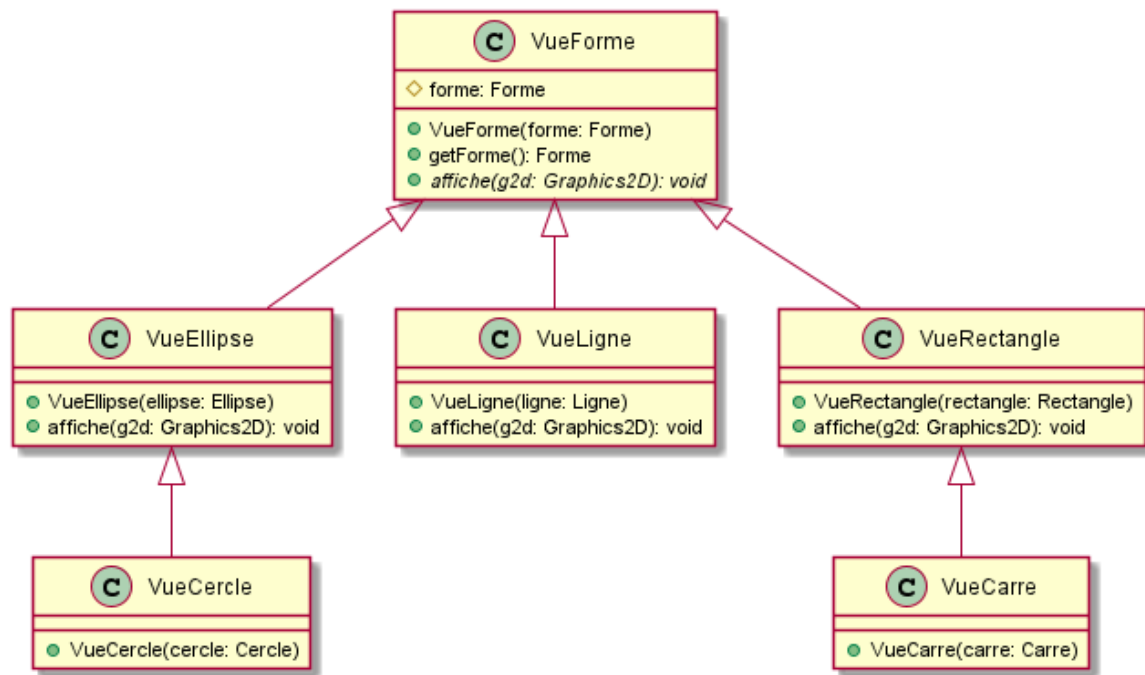 C VueForme
forme: Forme
VueForme(forme: Forme)
getForme(): Forme
affiche(g2d: Graphics2D): void
C VueEllipse
VueEllipse(ellipse: Ellipse)
affiche(g2d: Graphics2D): void
C VueLigne
VueLigne(ligne: Ligne)
affiche(g2d: Graphics2D): void
C VueRectangle
VueRectangle(rectangle: Rectangle)
affiche(g2d: Graphics2D): void
C VueCercle
VueCercle(cercle: Cercle)
C VueCarre
VueCarre(carre: Carre)